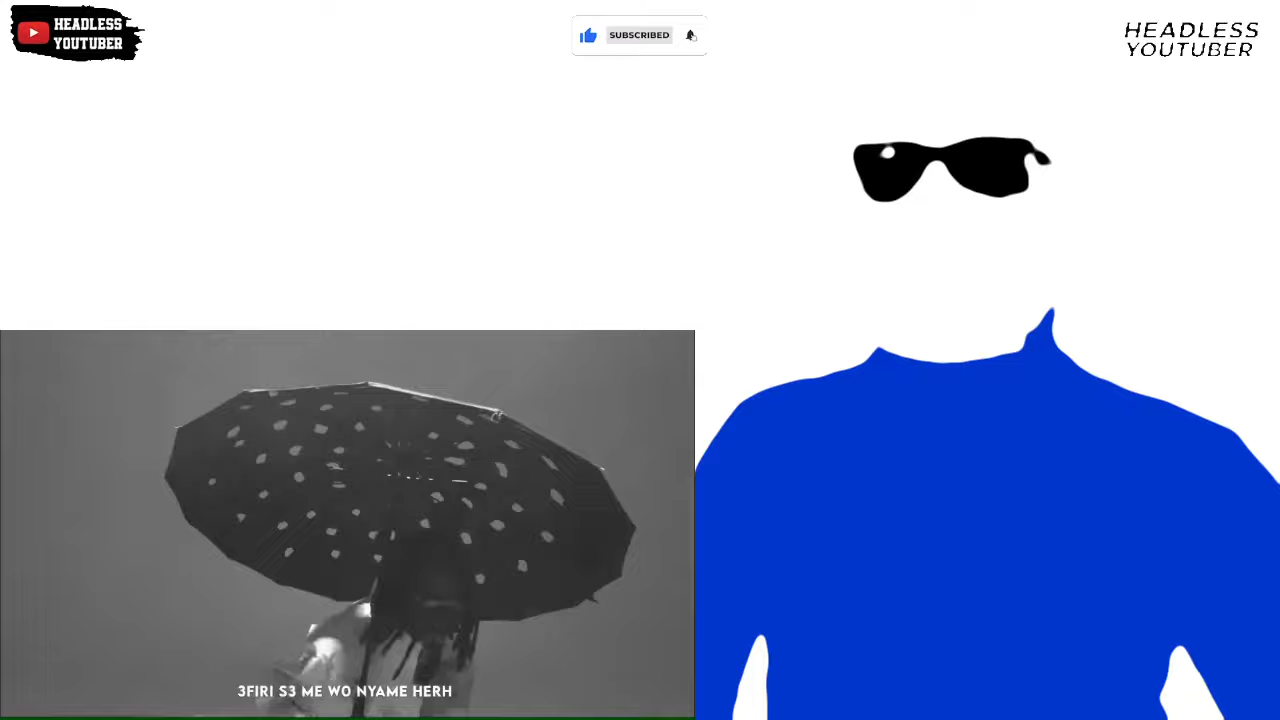 HEADLESS
YOUTUBER
SUBSCRIBED
HEADLESS
YOUTUBER
3FIRI S3 ME WO NYAME HERH